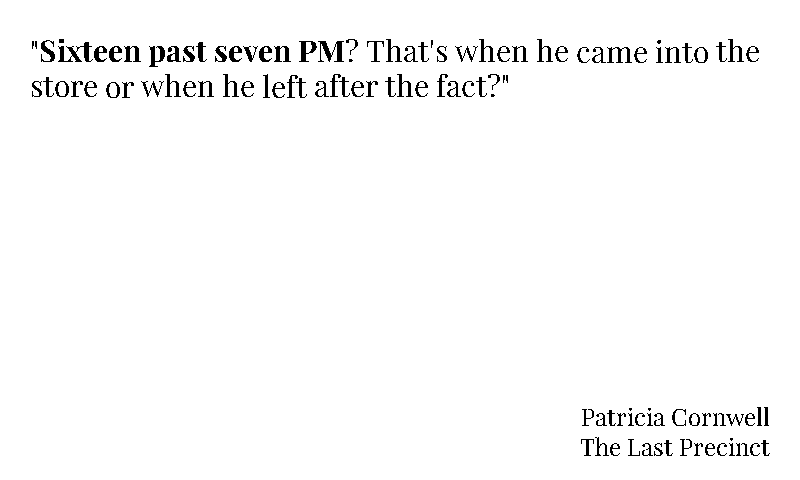 "Sixteen past seven PM? That's when he came into the
store or when he left after the fact?"
Patricia Cornwell
The Last Precinct